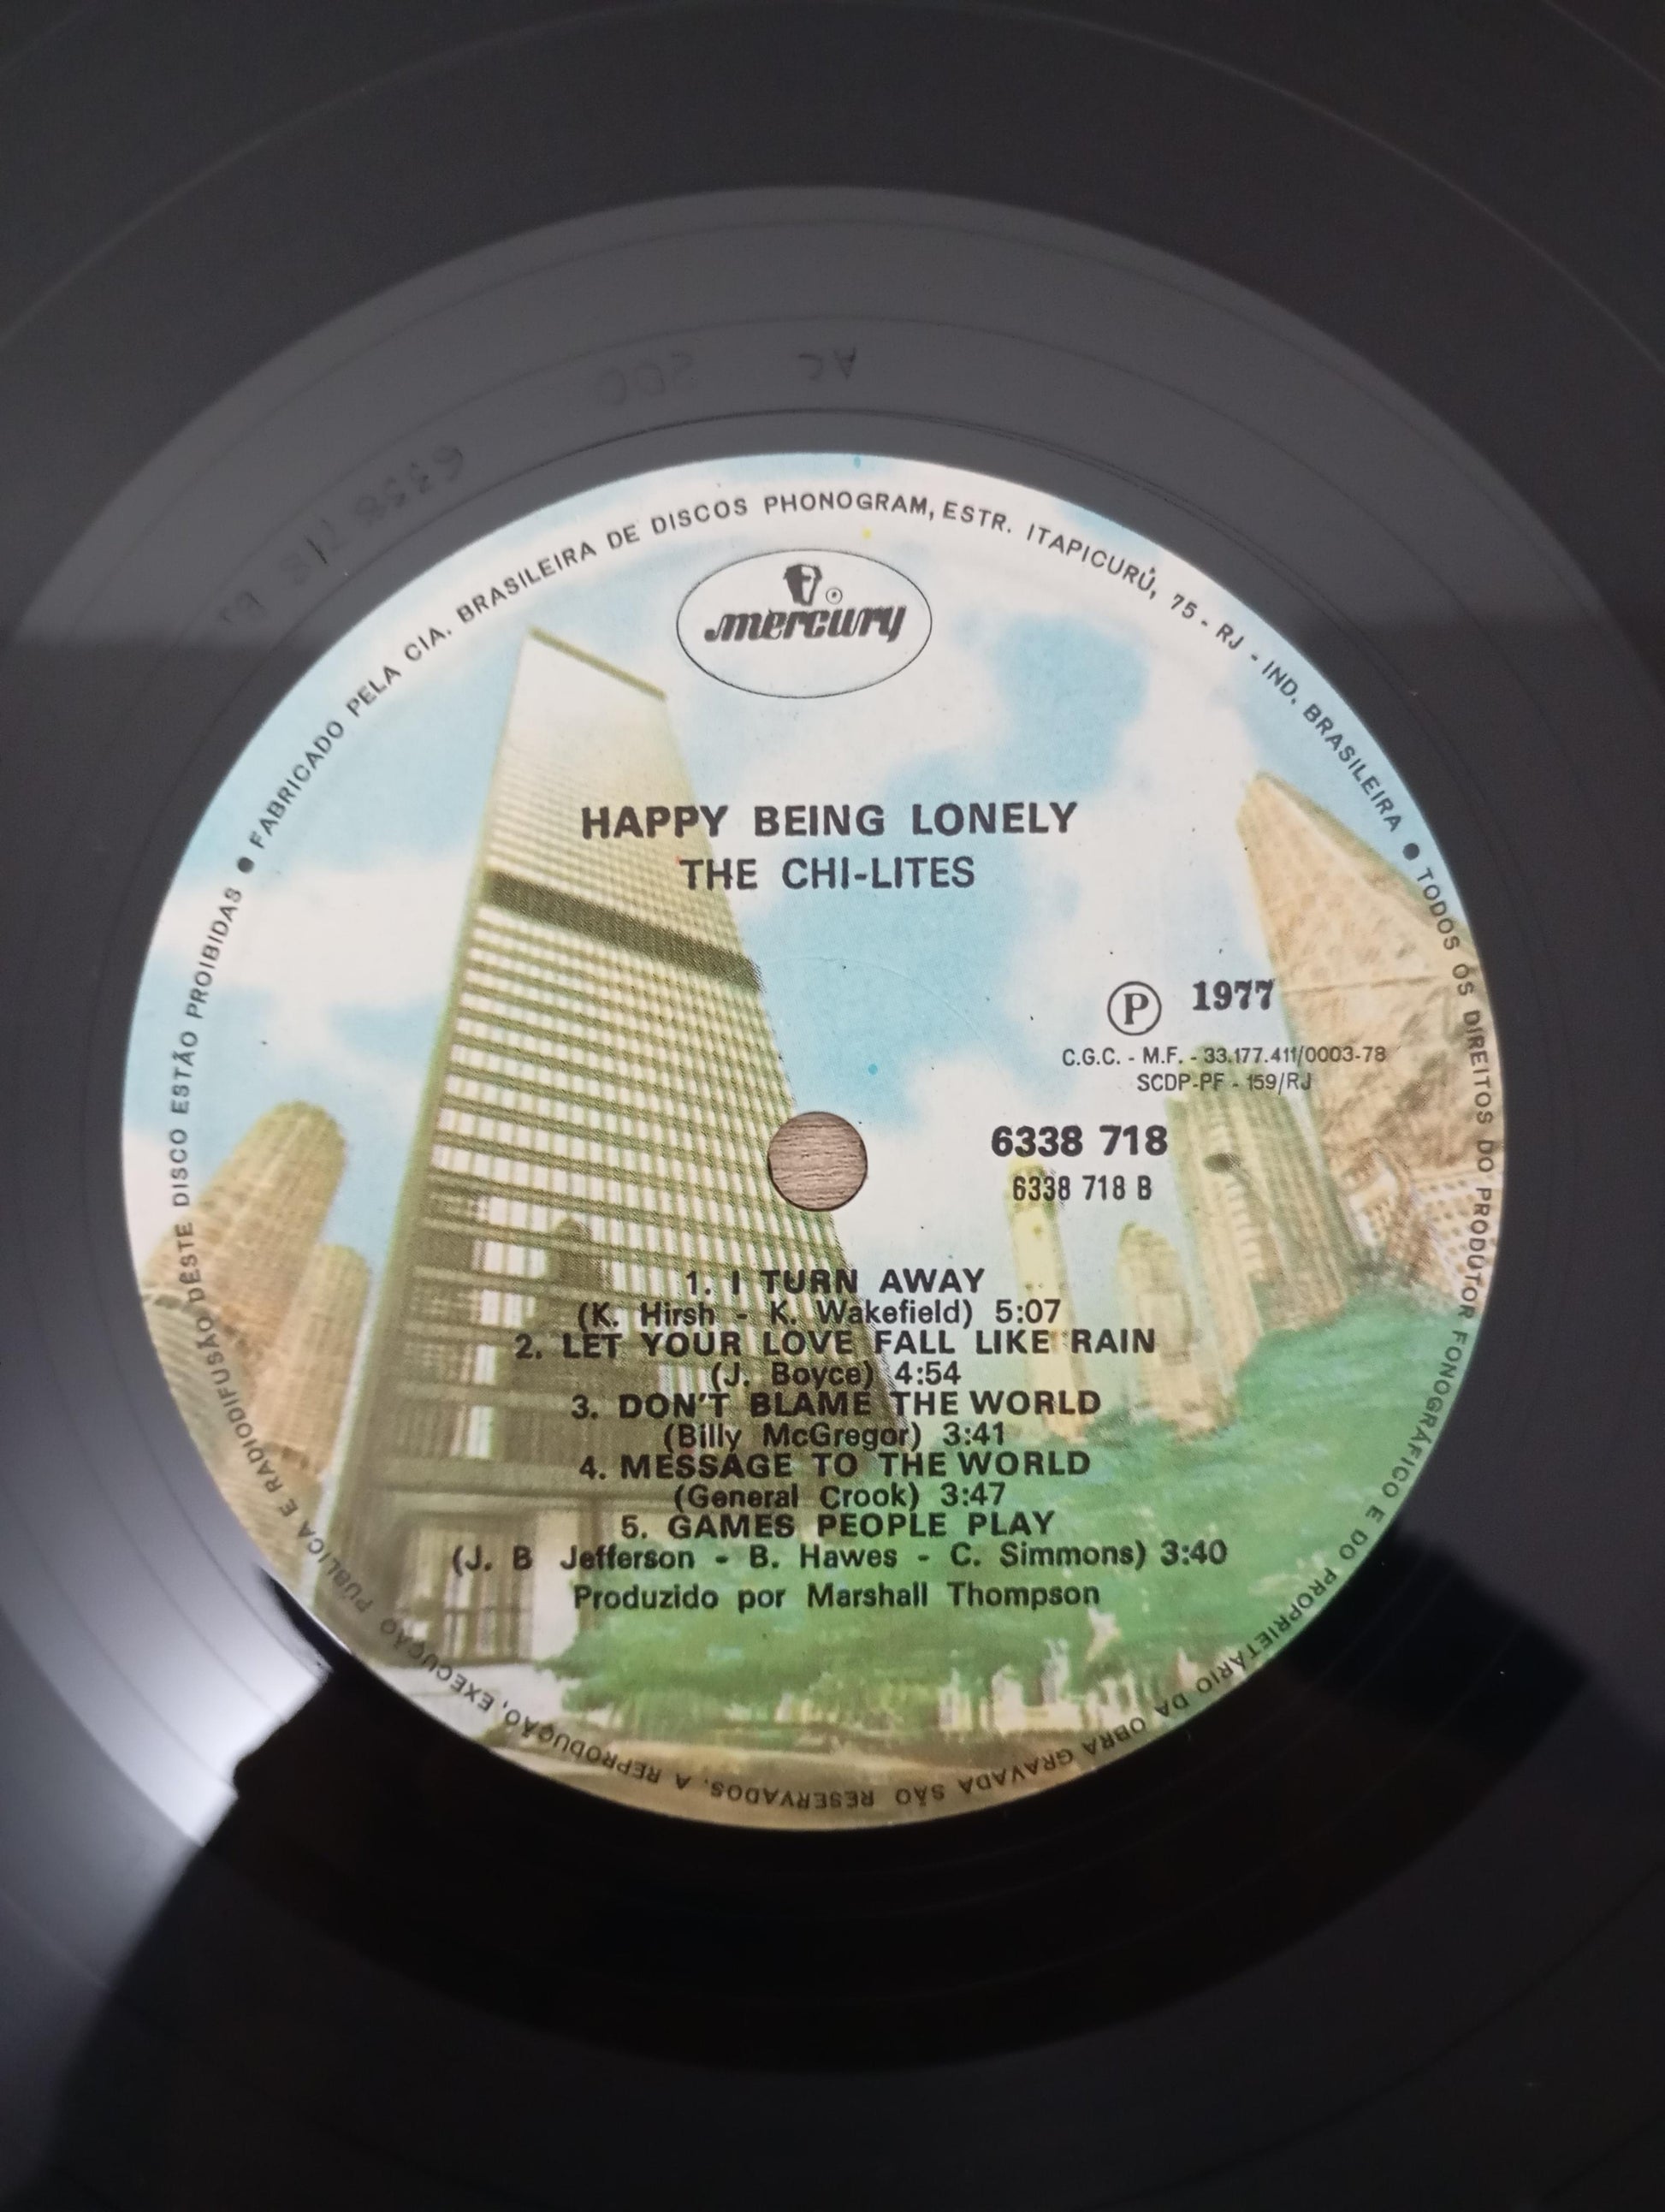 ● FABRICADO PELA CIA. BRASILEIRA DE DISCOS PHONOGRAM, ESTR. ITAPICURÚ, 75 - RJ - IND. BRASILEIRA ● TODOS OS DIREITOS DO PRODUTOR FONOGRÁFICO E DO PROPRIETÁRIO DA OBRA GRAVADA SÃO RESERVADOS. A REPRODUÇÃO, EXECUÇÃO PÚBLICA E RADIODIFUSÃO DESTE DISCO ESTÃO PROIBIDAS
mercury
HAPPY BEING LONELY
THE CHI-LITES
Ⓟ 1977
C.G.C. - M.F. - 33.177.411/0003-78
SCDP-PF - 159/RJ
6338 718
6338 718 B
1. I TURN AWAY
(K. Hirsh - K. Wakefield) 5:07
2. LET YOUR LOVE FALL LIKE RAIN
(J. Boyce) 4:54
3. DON'T BLAME THE WORLD
(Billy McGregor) 3:41
4. MESSAGE TO THE WORLD
(General Crook) 3:47
5. GAMES PEOPLE PLAY
(J. B Jefferson - B. Hawes - C. Simmons) 3:40
Produzido por Marshall Thompson